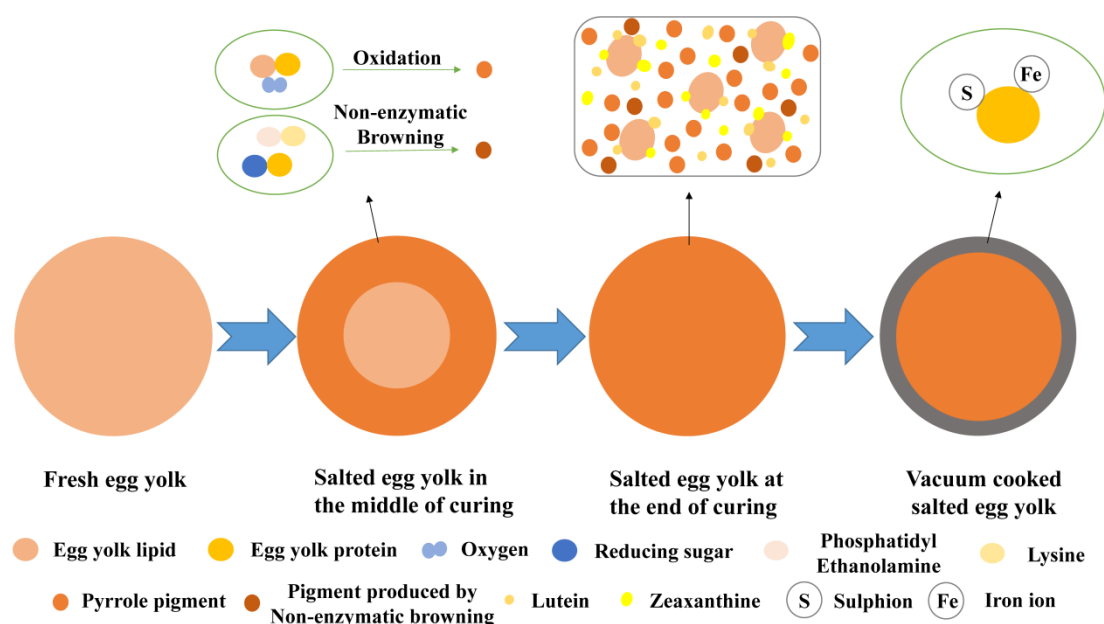 Oxidation
Non-enzymatic
Browning
S
Fe
Fresh egg yolk
Salted egg yolk in
the middle of curing
Salted egg yolk at
the end of curing
Vacuum cooked
salted egg yolk
Egg yolk lipid
Egg yolk protein
Oxygen
Reducing sugar
Phosphatidyl
Ethanolamine
Lysine
Pyrrole pigment
Pigment produced by
Non-enzymatic browning
Lutein
Zeaxanthine
S
Sulphion
Fe
Iron ion